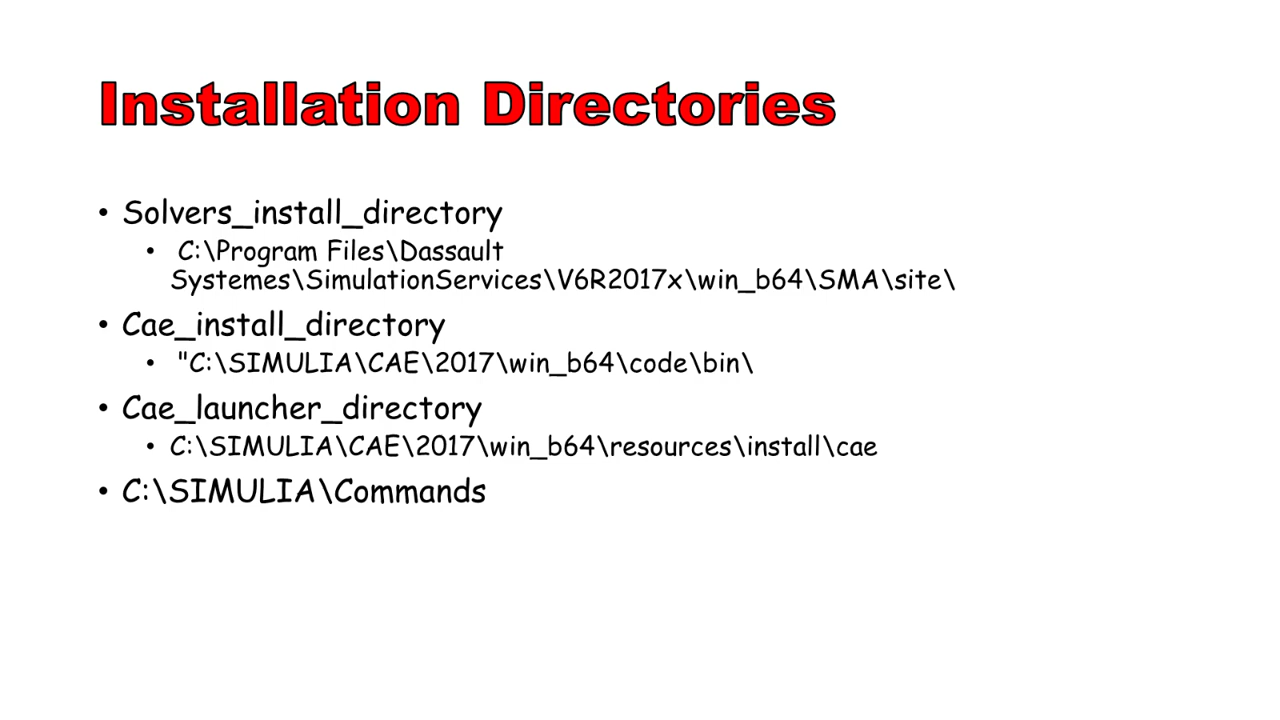 Installation Directories
• Solvers_install_directory
• C:\Program Files\Dassault
Systemes\SimulationServices\V6R2017x\win_b64\SMA\site\
• Cae_install_directory
• "C:\SIMULIA\CAE\2017\win_b64\code\bin\
• Cae_launcher_directory
• C:\SIMULIA\CAE\2017\win_b64\resources\install\cae
• C:\SIMULIA\Commands